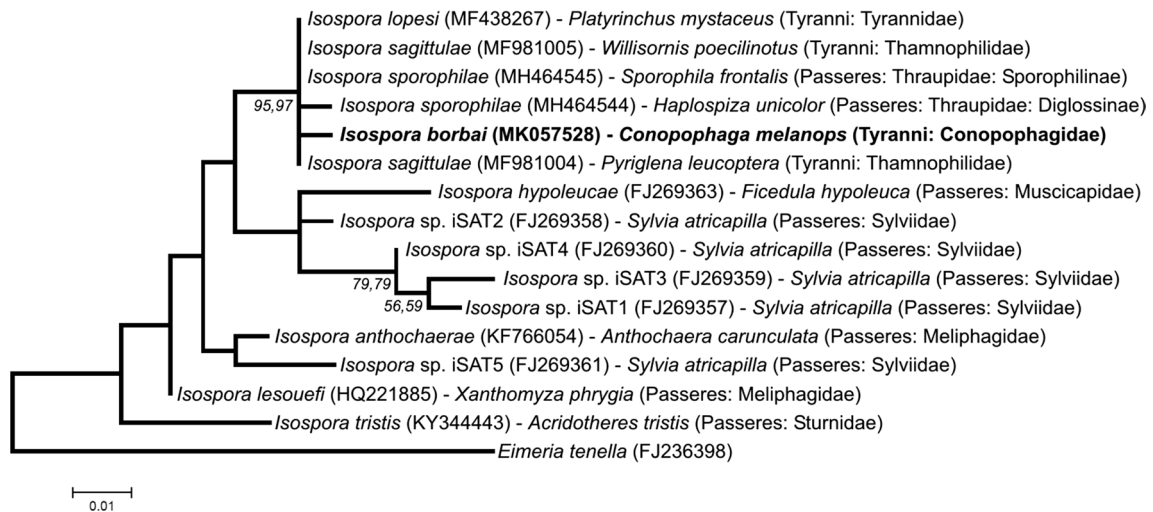 Isospora lopesi (MF438267) - Platyrinchus mystaceus (Tyranni: Tyrannidae)
Isospora sagittulae (MF981005) - Willisornis poecilinotus (Tyranni: Thamnophilidae)
Isospora sporophilae (MH464545) - Sporophila frontalis (Passeres: Thraupidae: Sporophilinae)
95,97
Isospora sporophilae (MH464544) - Haplospiza unicolor (Passeres: Thraupidae: Diglossinae)
Isospora borbai (MK057528) - Conopophaga melanops (Tyranni: Conopophagidae)
Isospora sagittulae (MF981004) - Pyriglena leucoptera (Tyranni: Thamnophilidae)
Isospora hypoleucae (FJ269363) - Ficedula hypoleuca (Passeres: Muscicapidae)
Isospora sp. iSAT2 (FJ269358) - Sylvia atricapilla (Passeres: Sylviidae)
Isospora sp. iSAT4 (FJ269360) - Sylvia atricapilla (Passeres: Sylviidae)
79,79
Isospora sp. iSAT3 (FJ269359) - Sylvia atricapilla (Passeres: Sylviidae)
56,59
Isospora sp. iSAT1 (FJ269357) - Sylvia atricapilla (Passeres: Sylviidae)
Isospora anthochaerae (KF766054) - Anthochaera carunculata (Passeres: Meliphagidae)
Isospora sp. iSAT5 (FJ269361) - Sylvia atricapilla (Passeres: Sylviidae)
Isospora lesouefi (HQ221885) - Xanthomyza phrygia (Passeres: Meliphagidae)
Isospora tristis (KY344443) - Acridotheres tristis (Passeres: Sturnidae)
Eimeria tenella (FJ236398)
0.01